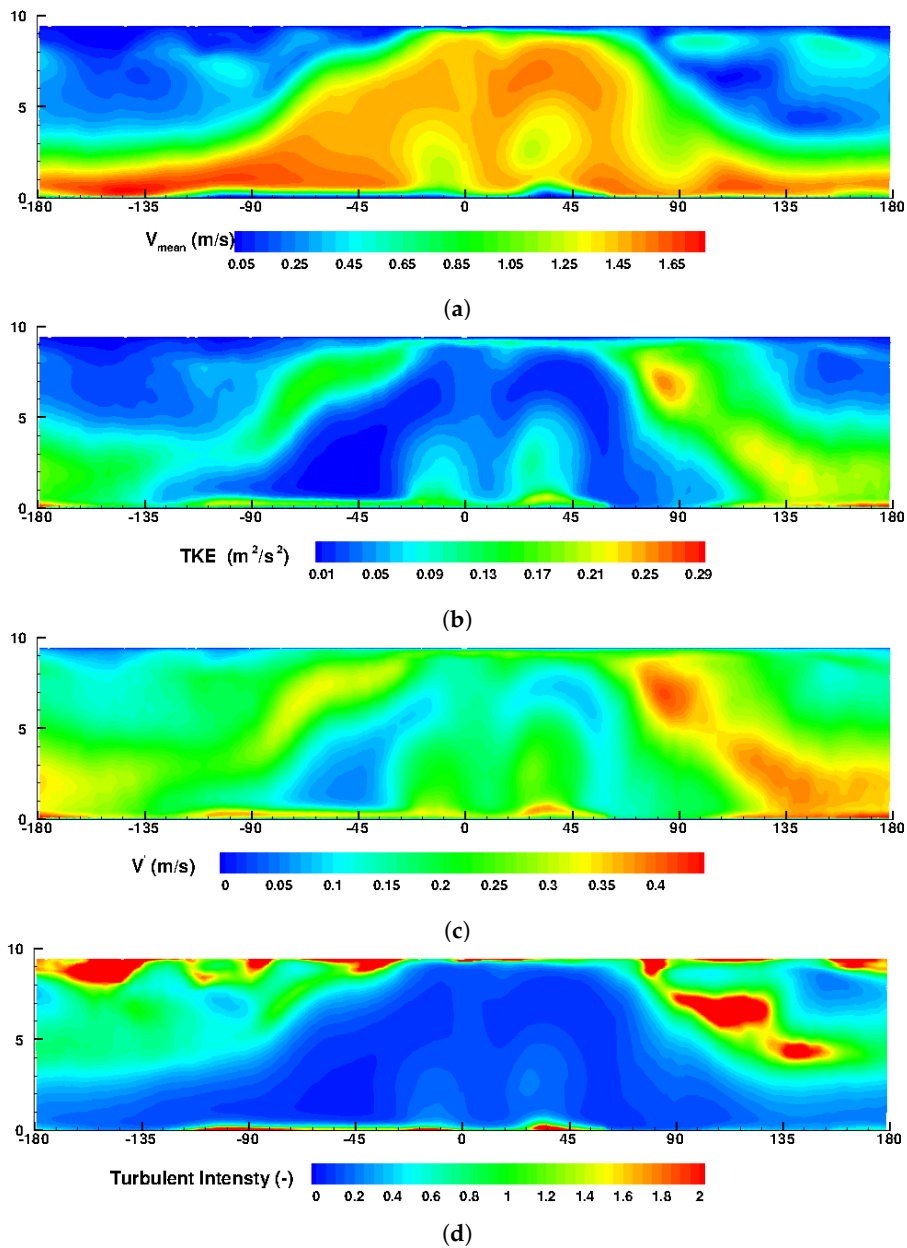 10
5
0
-180 -135 -90 -45 0 45 90 135 180
V mean (m/s)
0.05 0.25 0.45 0.65 0.85 1.05 1.25 1.45 1.65
(a)
10
5
0
-180 -135 -90 -45 0 45 90 135 180
TKE (m²/s²)
0.01 0.05 0.09 0.13 0.17 0.21 0.25 0.29
(b)
10
5
0
-180 -135 -90 -45 0 45 90 135 180
V' (m/s)
0 0.05 0.1 0.15 0.2 0.25 0.3 0.35 0.4
(c)
10
5
0
-180 -135 -90 -45 0 45 90 135 180
Turbulent Intensty (-)
0 0.2 0.4 0.6 0.8 1 1.2 1.4 1.6 1.8 2
(d)